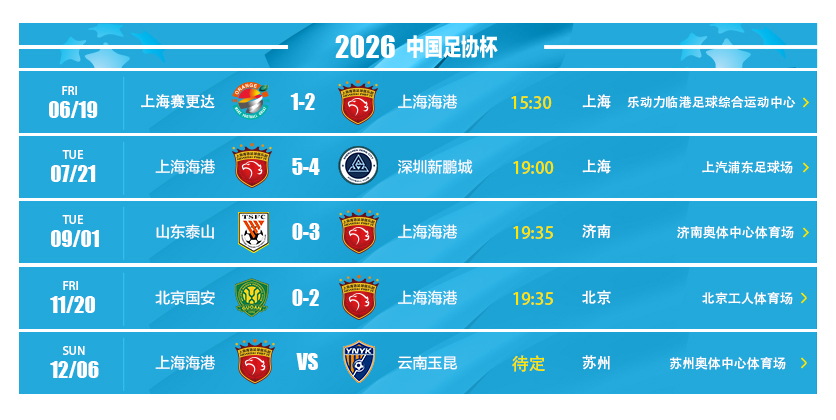 2026 中国足协杯
FRI
06/19 上海赛更达 1-2 上海海港 15:30 上海 乐动力临港足球综合运动中心
TUE
07/21 上海海港 5-4 深圳新鹏城 19:00 上海 上汽浦东足球场
TUE
09/01 山东泰山 TSFC 0-3 上海海港 19:35 济南 济南奥体中心体育场
FRI
11/20 北京国安 GUOAN 0-2 上海海港 19:35 北京 北京工人体育场
SUN
12/06 上海海港 VS YNYK 云南玉昆 待定 苏州 苏州奥体中心体育场